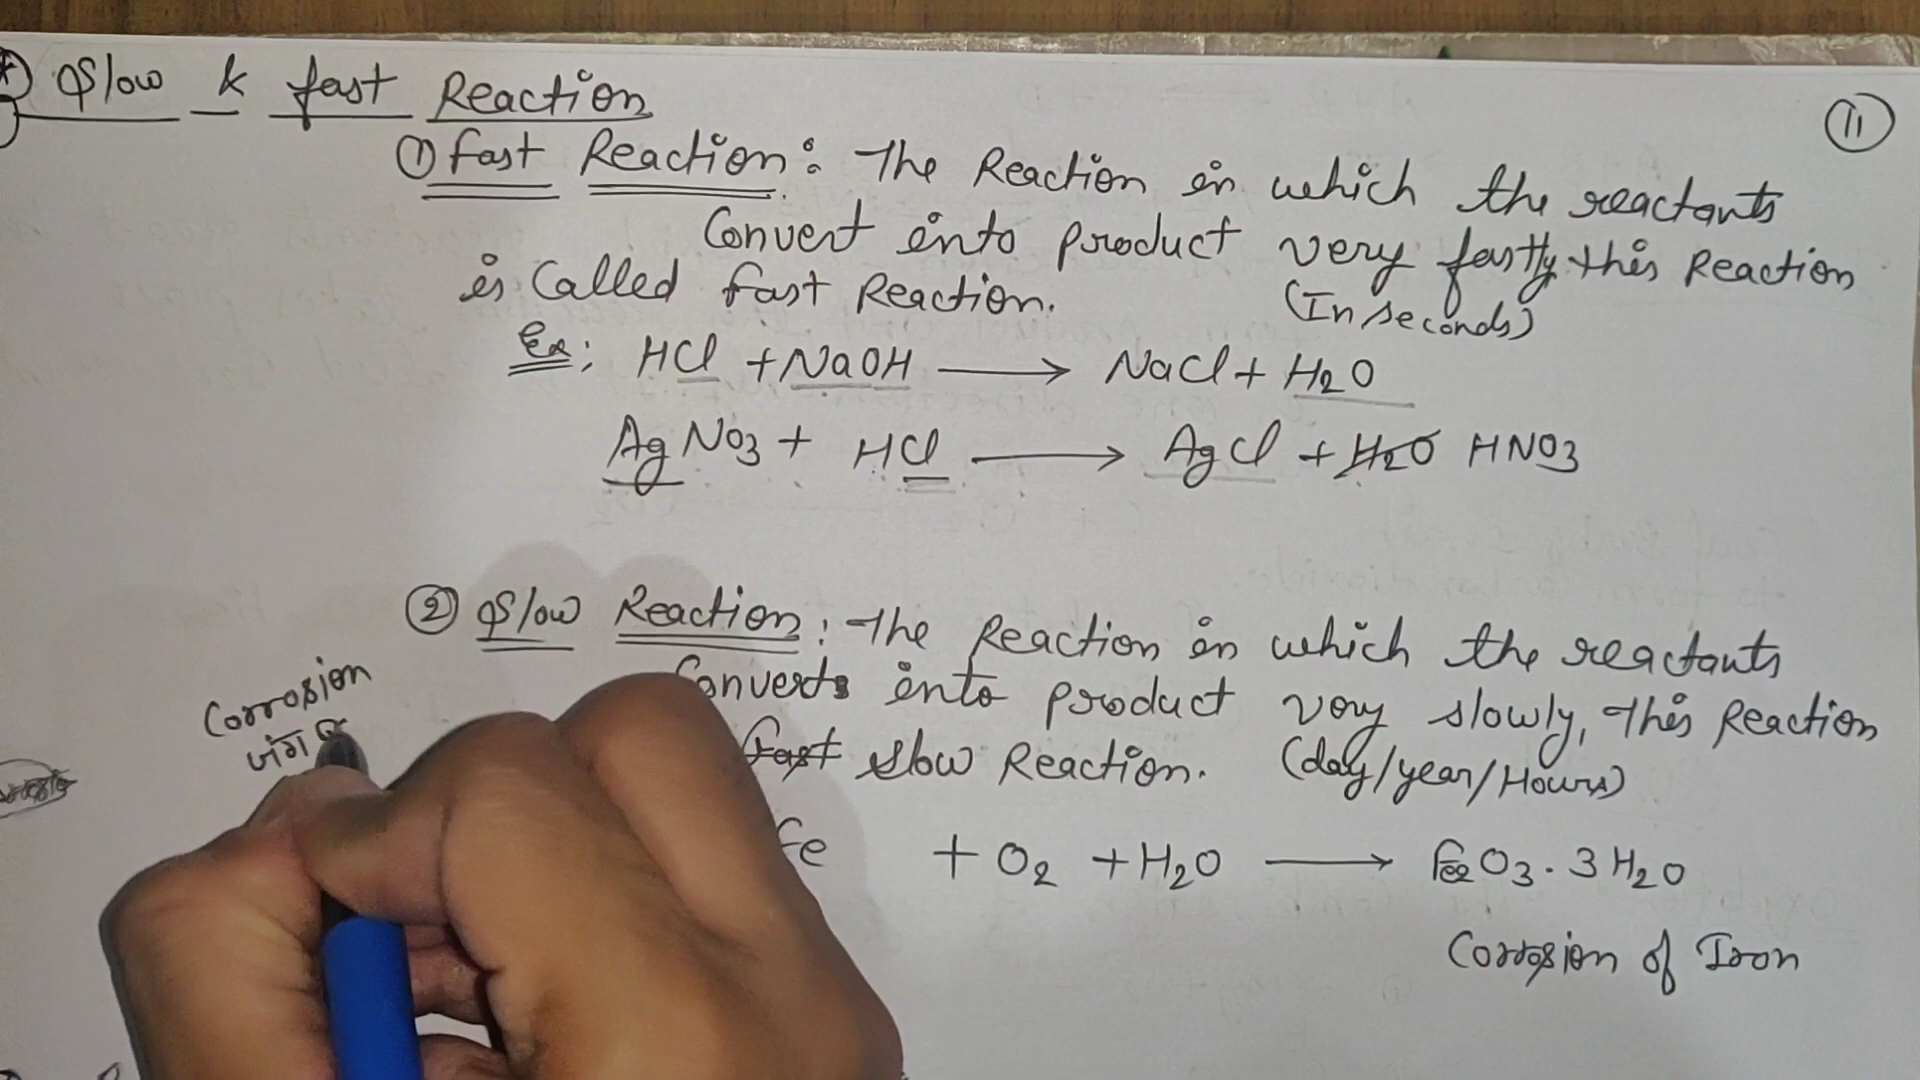 Slow & fast Reaction
11
① fast Reaction: The Reaction in which the reactants
Convert into product very fastly this Reaction
is Called fast Reaction. (In seconds)
Ex: HCl + NaOH → NaCl + H2O
AgNO3 + HCl → AgCl + H2O HNO3
② Slow Reaction: The Reaction in which the reactants
Converts into product very slowly, this Reaction
fast slow Reaction. (day/year/Hours)
Corrosion
जंग
Fe + O2 + H2O → Fe2O3.3H2O
Corrosion of Iron